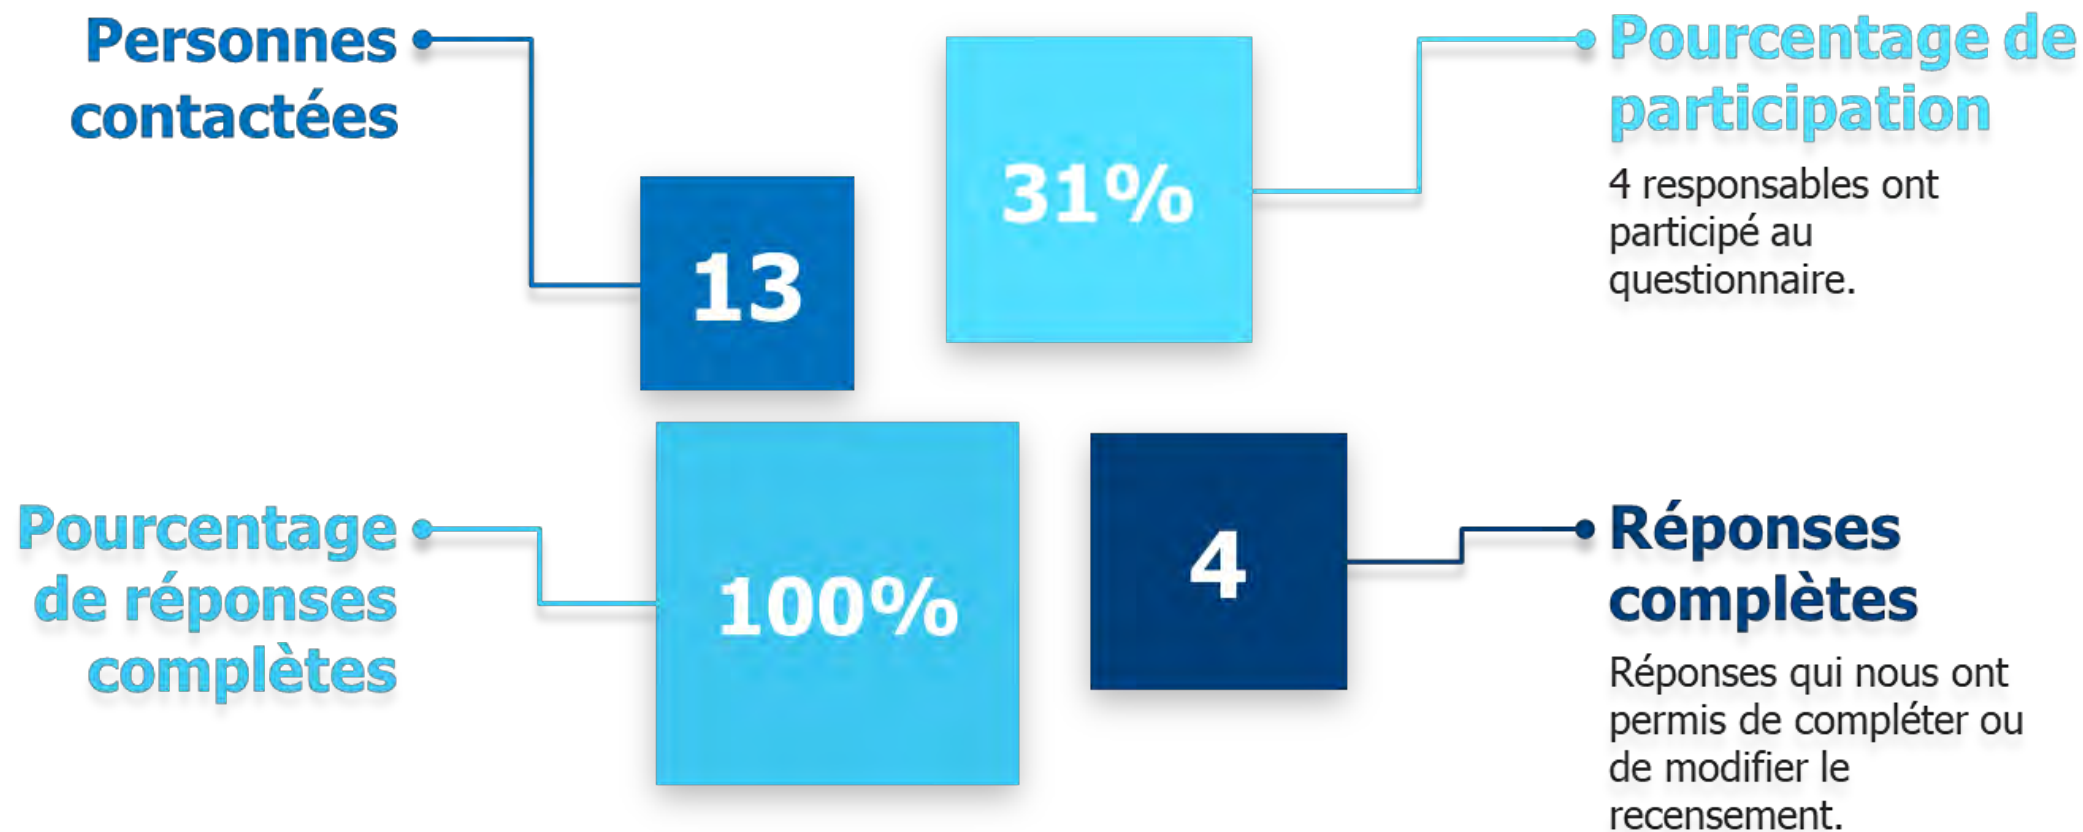 Personnes
contactées
13
31%
Pourcentage de
participation
4 responsables ont
participé au
questionnaire.
Pourcentage
de réponses
complètes
100%
4
Réponses
complètes
Réponses qui nous ont
permis de compléter ou
de modifier le
recensement.